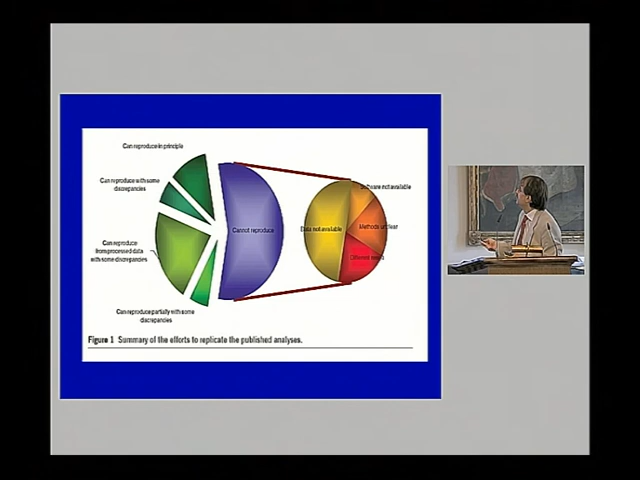 Can reproduce in principle
Can reproduce with some
discrepancies
Can reproduce
from processed data
with some discrepancies
Can reproduce partially with some
discrepancies
Cannot reproduce
Software not available
Data not available
Methods unclear
Different result
Figure 1 Summary of the efforts to replicate the published analyses.